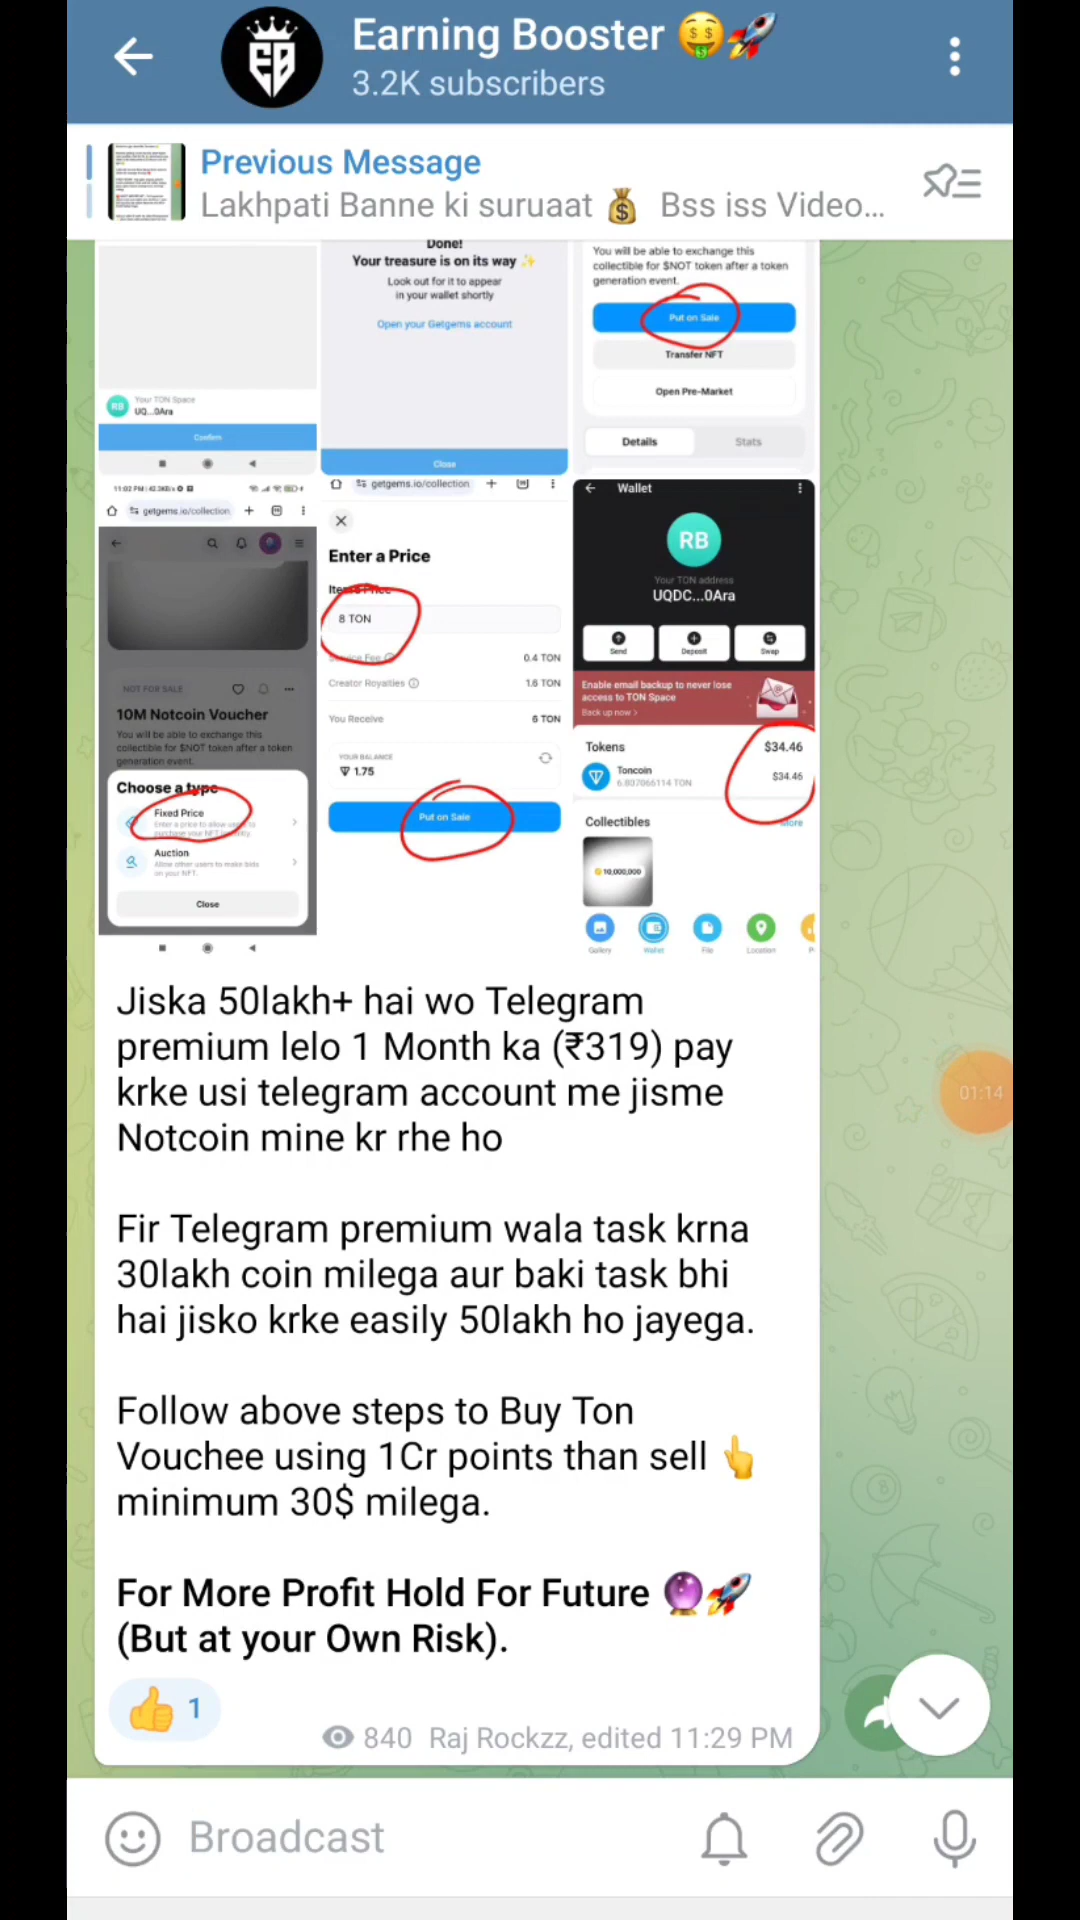 Earning Booster 🤑🚀
3.2K subscribers
Previous Message
Lakhpati Banne ki suruaat 💰 Bss iss Video...
Done!
Your treasure is on its way ✨
Look out for it to appear
in your wallet shortly
Open your Getgems account
Close
You will be able to exchange this
collectible for $NOT token after a token
generation event.
Put on Sale
Transfer NFT
Open Pre-Market
Details
Stats
RB
Your TON Space
UQ...0Ara
Confirm
11:02 PM
getgems.io/collection
NOT FOR SALE
10M Notcoin Voucher
You will be able to exchange this
collectible for $NOT token after a token
generation event.
Choose a type
Fixed Price
Enter a price to allow users to
purchase your NFT
Auction
Allow other users to make bids
on your NFT.
Close
getgems.io/collection
Enter a Price
Price
8 TON
Service Fee
0.4 TON
Creator Royalties
1.6 TON
You Receive
6 TON
YOUR BALANCE
1.75
Put on Sale
Wallet
RB
Your TON address
UQDC...0Ara
Send
Deposit
Swap
Enable email backup to never lose
access to TON Space
Back up now >
Tokens
$34.46
Toncoin
$34.46
Collectibles
More
10,000,000
Gallery
Wallet
File
Location
Jiska 50lakh+ hai wo Telegram
premium lelo 1 Month ka (₹319) pay
krke usi telegram account me jisme
Notcoin mine kr rhe ho
Fir Telegram premium wala task krna
30lakh coin milega aur baki task bhi
hai jisko krke easily 50lakh ho jayega.
Follow above steps to Buy Ton
Vouchee using 1Cr points than sell 👆
minimum 30$ milega.
For More Profit Hold For Future 🔮🚀
(But at your Own Risk).
👍 1
840 Raj Rockzz, edited 11:29 PM
01:14
Broadcast